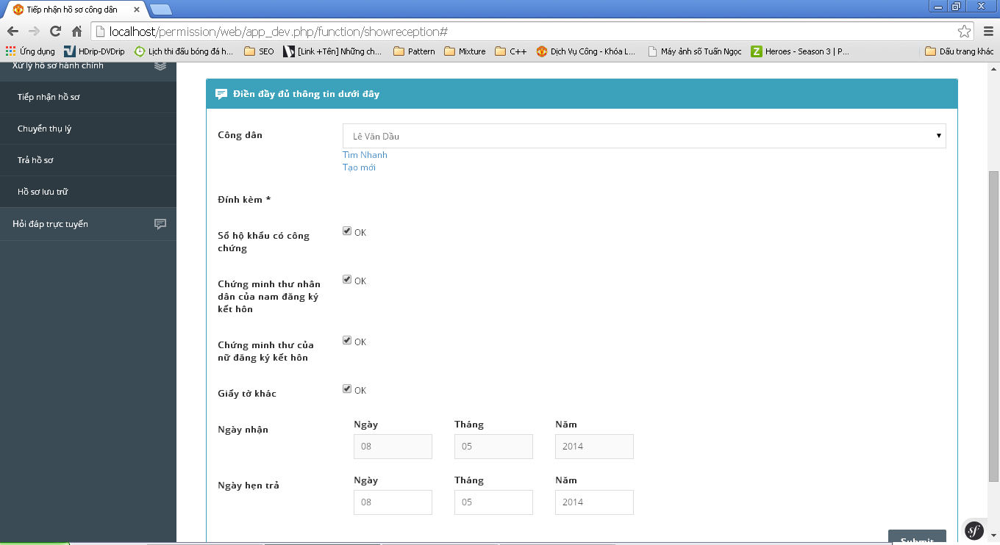 Tiếp nhận hồ sơ công dân
localhost/permission/web/app_dev.php/function/showreception#
Ứng dụng HDrip-DVDrip Lịch thi đấu bóng đá h... SEO [Link +Tên] Những ch... Pattern Mixture C++ Dịch Vụ Công - Khóa L... Máy ảnh số Tuấn Ngọc Heroes - Season 3 | P... Dấu trang khác
Xử lý hồ sơ hành chính
Tiếp nhận hồ sơ
Chuyển thụ lý
Trả hồ sơ
Hồ sơ lưu trữ
Hỏi đáp trực tuyến
Điền đầy đủ thông tin dưới đây
Công dân
Lê Văn Dầu
Tìm Nhanh
Tạo mới
Đính kèm *
Sổ hộ khẩu có công
chứng
OK
Chứng minh thư nhân
dân của nam đăng ký
kết hôn
OK
Chứng minh thư của
nữ đăng ký kết hôn
OK
Giấy tờ khác
OK
Ngày nhận
Ngày Tháng Năm
08 05 2014
Ngày hẹn trả
Ngày Tháng Năm
08 05 2014
Submit
sf